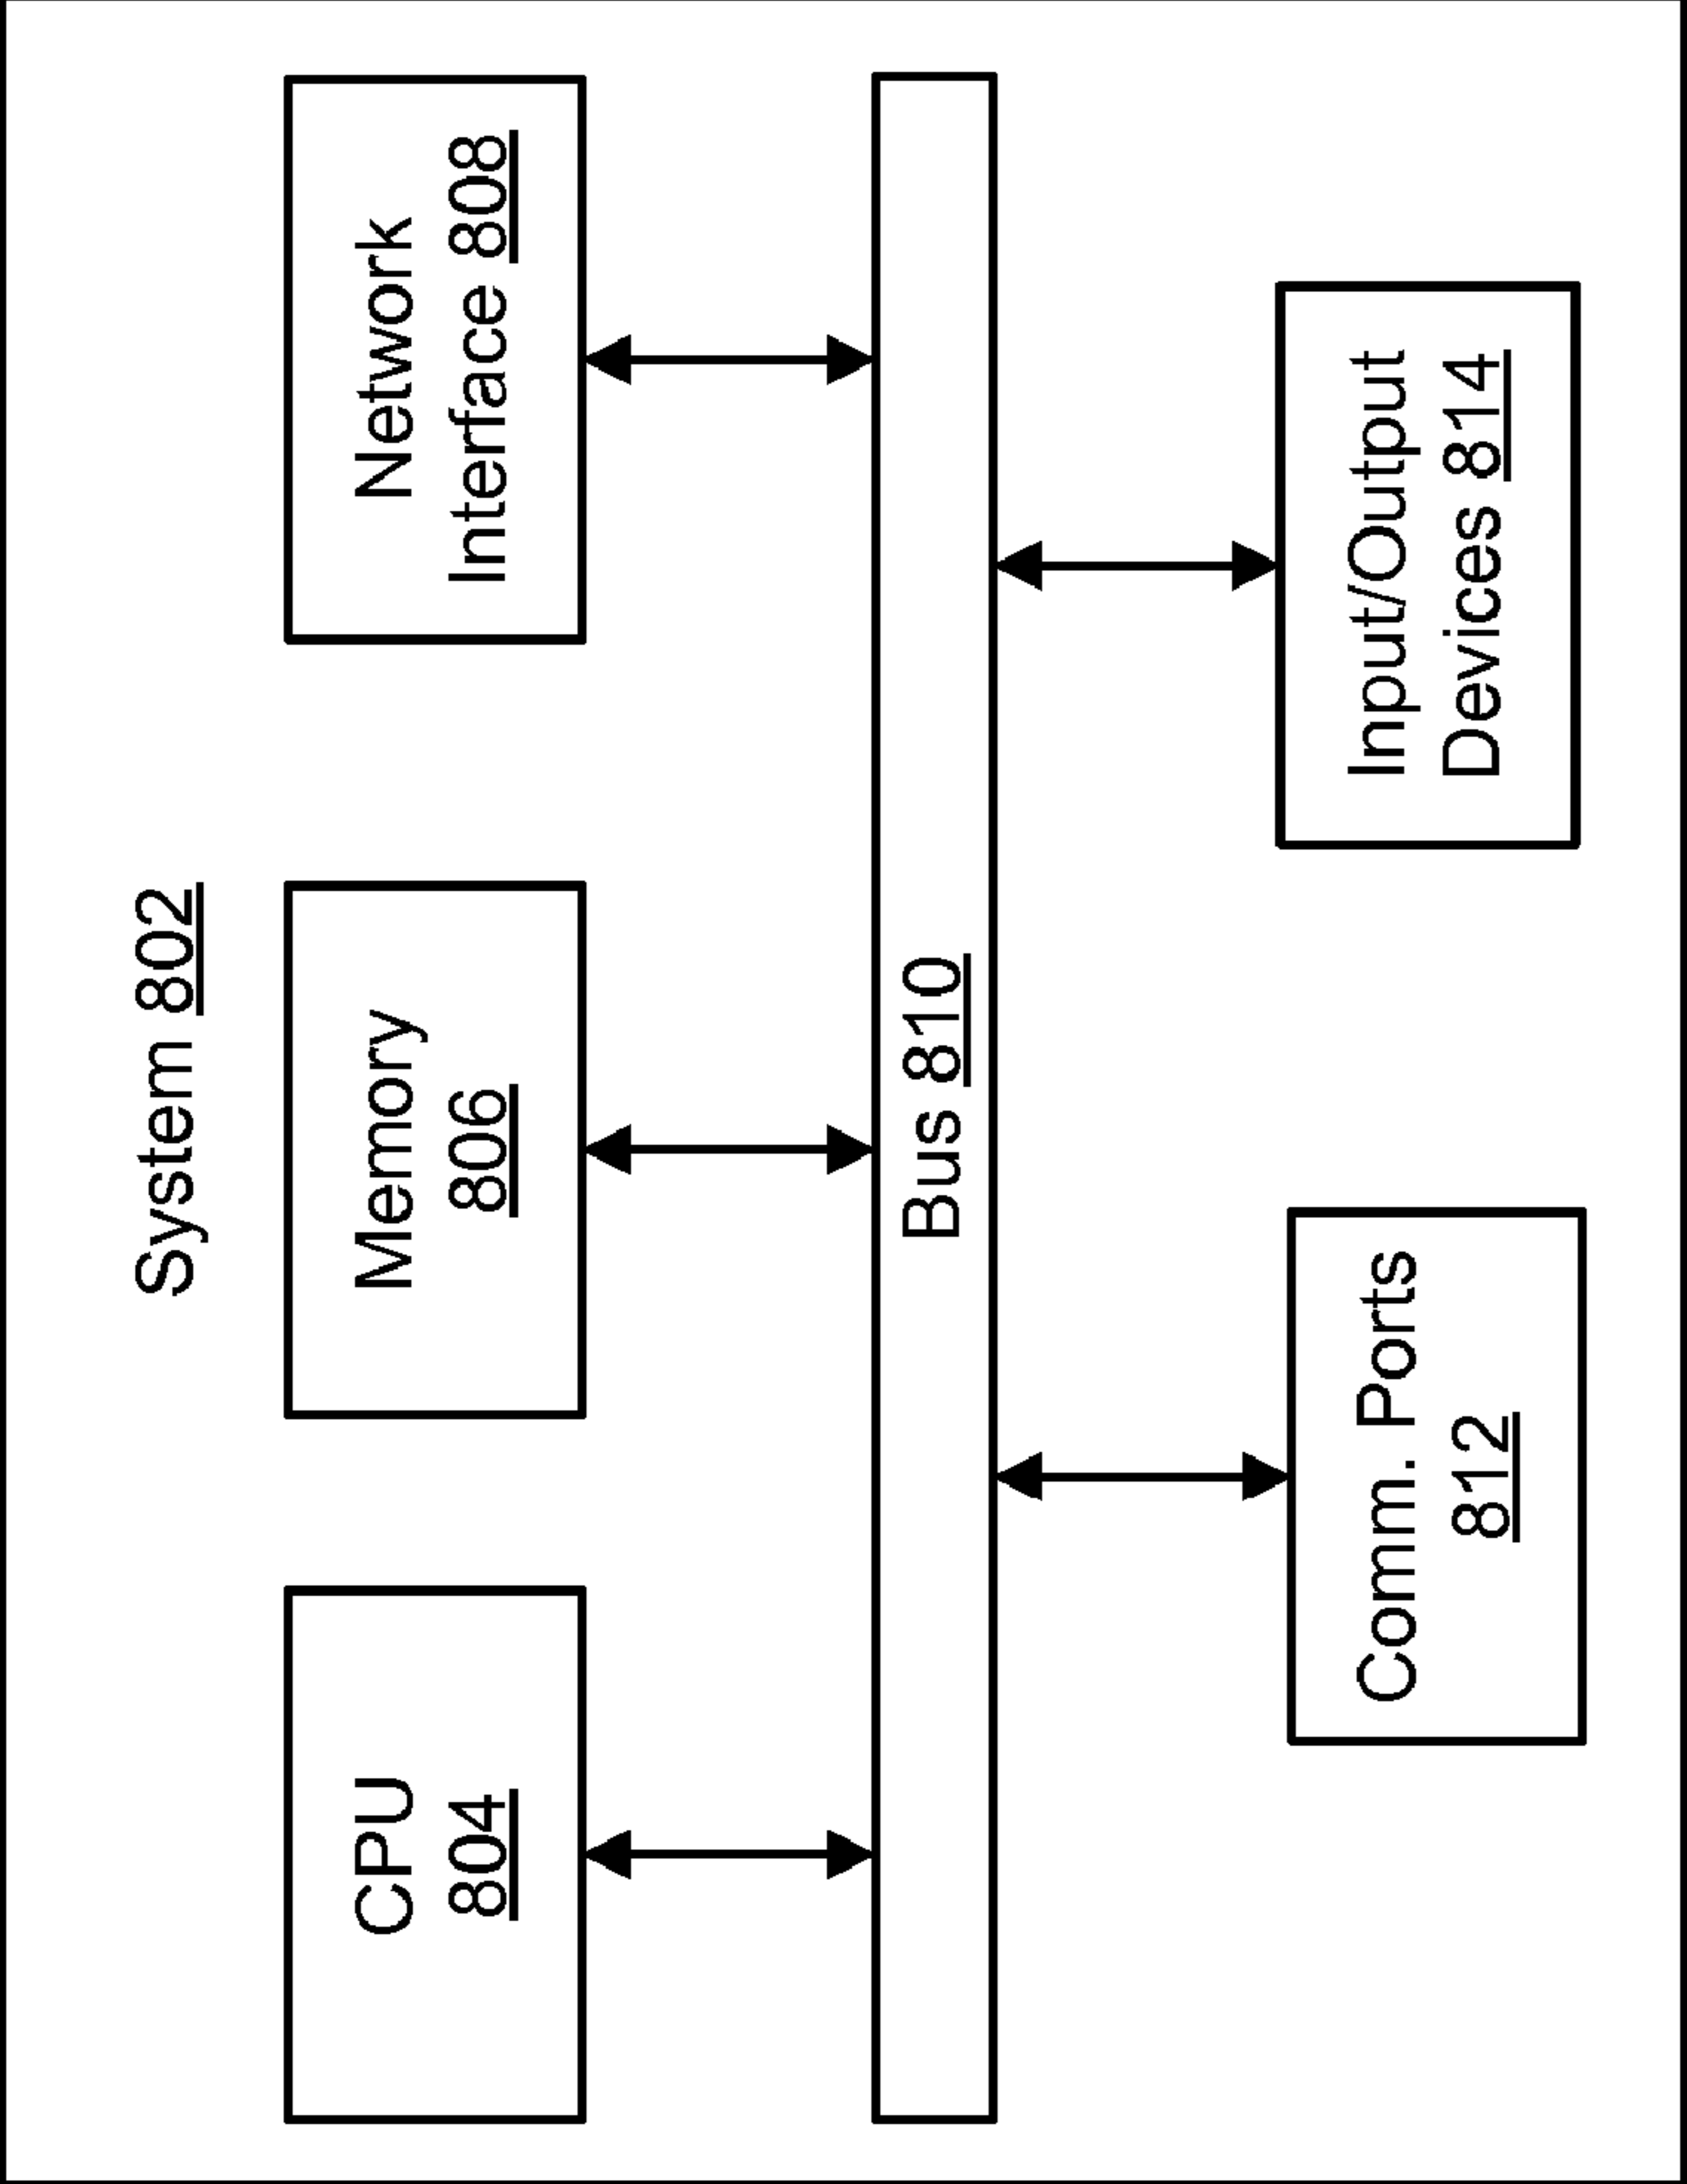 System 802
CPU
804
Memory
806
Network
Interface 808
Bus 810
Comm. Ports
812
Input/Output
Devices 814